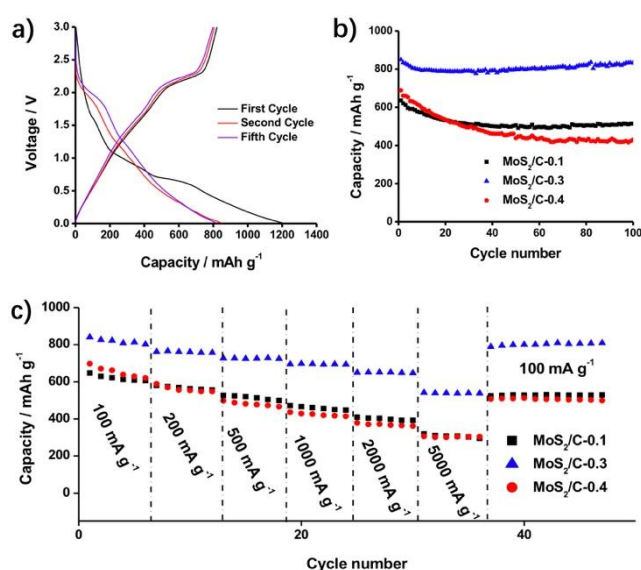 a)
3.0
2.5
2.0
1.5
1.0
0.5
0.0
Voltage / V
0 200 400 600 800 1000 1200 1400
Capacity / mAh g⁻¹
First Cycle
Second Cycle
Fifth Cycle
b)
1000
800
600
400
200
0
Capacity / mAh g⁻¹
0 20 40 60 80 100
Cycle number
MoS₂/C-0.1
MoS₂/C-0.3
MoS₂/C-0.4
c)
1000
800
600
400
200
0
Capacity / mAh g⁻¹
100 mA g⁻¹
200 mA g⁻¹
500 mA g⁻¹
1000 mA g⁻¹
2000 mA g⁻¹
5000 mA g⁻¹
100 mA g⁻¹
MoS₂/C-0.1
MoS₂/C-0.3
MoS₂/C-0.4
0 20 40
Cycle number